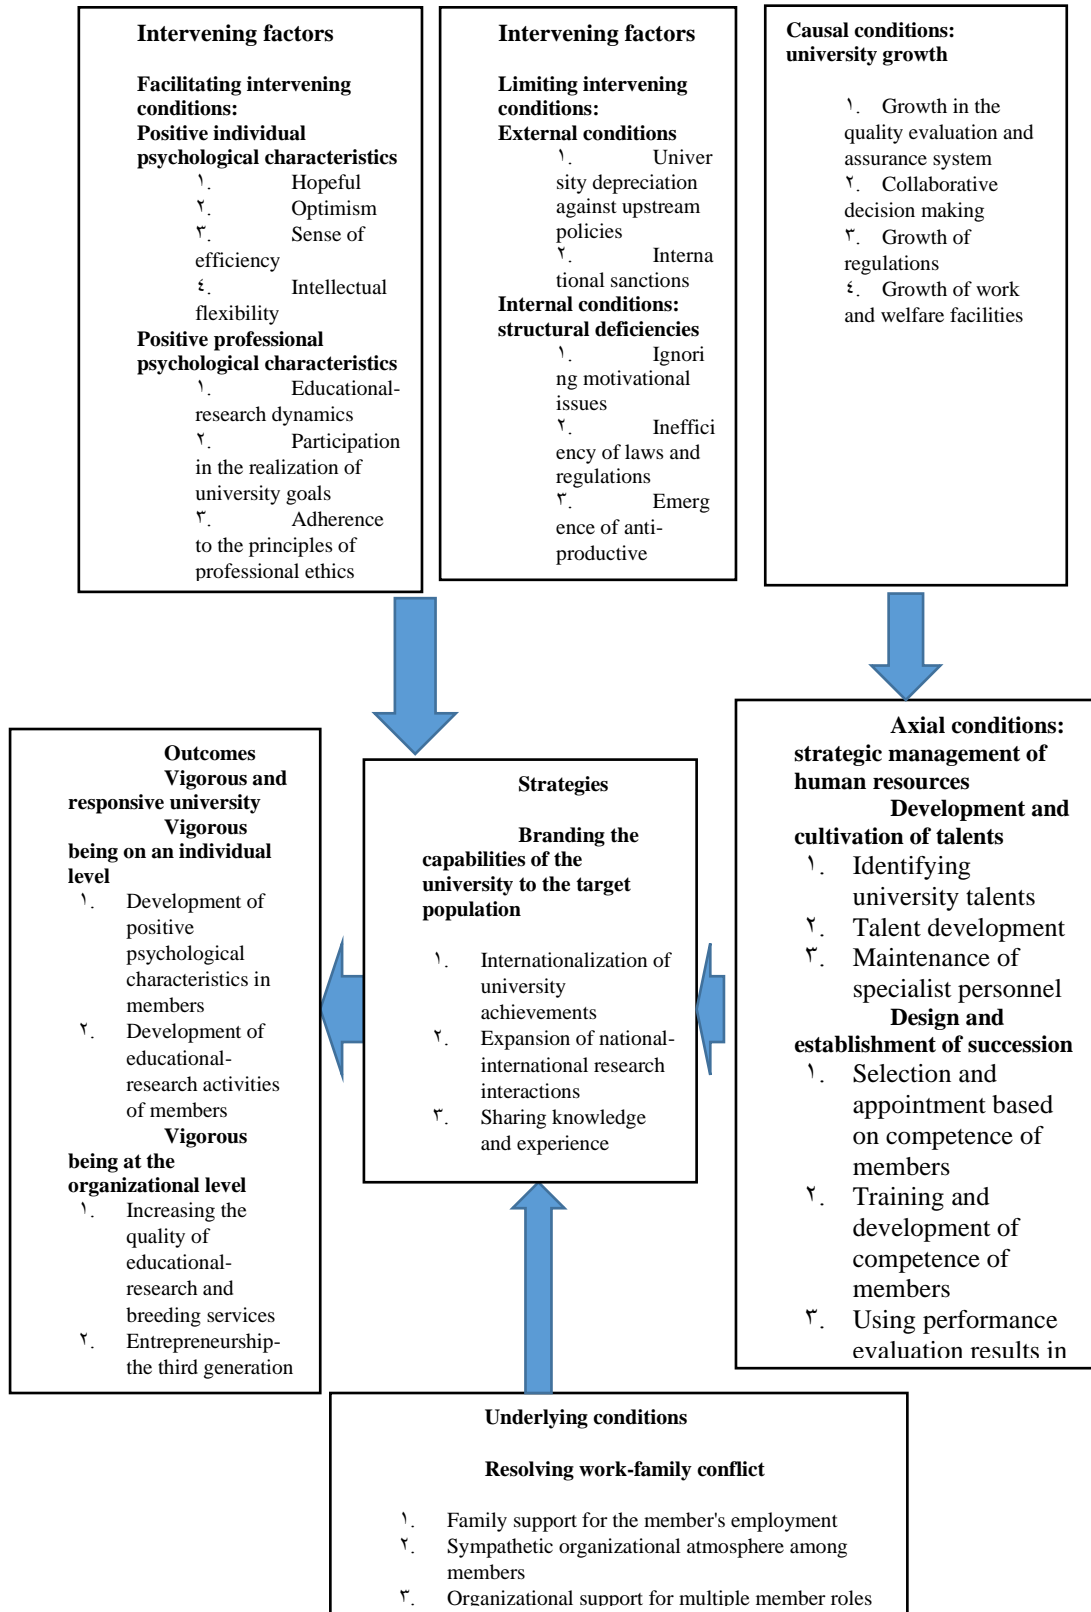 Intervening factors
Facilitating intervening
conditions:
Positive individual
psychological characteristics
١. Hopeful
٢. Optimism
٣. Sense of
efficiency
٤. Intellectual
flexibility
Positive professional
psychological characteristics
١. Educational-
research dynamics
٢. Participation
in the realization of
university goals
٣. Adherence
to the principles of
professional ethics
Intervening factors
Limiting intervening
conditions:
External conditions
١. Univer
sity depreciation
against upstream
policies
٢. Interna
tional sanctions
Internal conditions:
structural deficiencies
١. Ignori
ng motivational
issues
٢. Ineffici
ency of laws and
regulations
٣. Emerg
ence of anti-
productive
Causal conditions:
university growth
١. Growth in the
quality evaluation and
assurance system
٢. Collaborative
decision making
٣. Growth of
regulations
٤. Growth of work
and welfare facilities
Outcomes
Vigorous and
responsive university
Vigorous
being on an individual
level
١. Development of
positive
psychological
characteristics in
members
٢. Development of
educational-
research activities
of members
Vigorous
being at the
organizational level
١. Increasing the
quality of
educational-
research and
breeding services
٢. Entrepreneurship-
the third generation
Strategies
Branding the
capabilities of the
university to the target
population
١. Internationalization of
university
achievements
٢. Expansion of national-
international research
interactions
٣. Sharing knowledge
and experience
Axial conditions:
strategic management of
human resources
Development and
cultivation of talents
١. Identifying
university talents
٢. Talent development
٣. Maintenance of
specialist personnel
Design and
establishment of succession
١. Selection and
appointment based
on competence of
members
٢. Training and
development of
competence of
members
٣. Using performance
evaluation results in
Underlying conditions
Resolving work-family conflict
١. Family support for the member's employment
٢. Sympathetic organizational atmosphere among
members
٣. Organizational support for multiple member roles